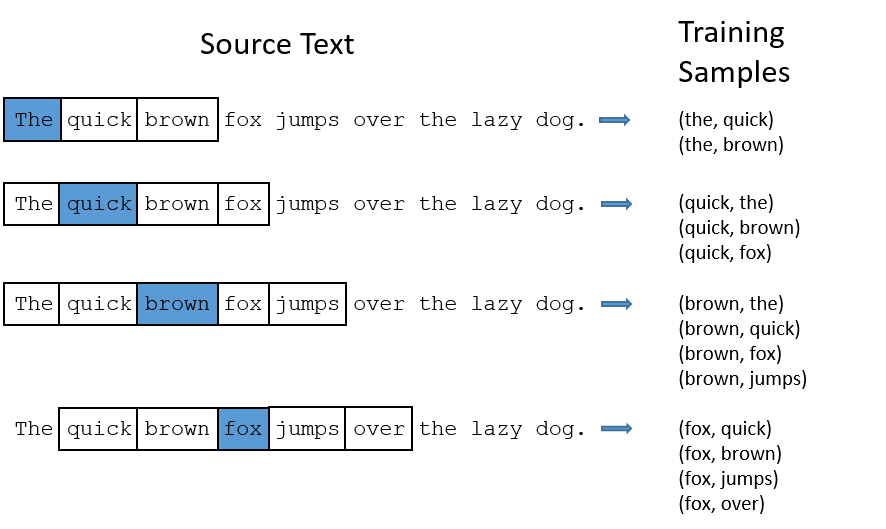 Source Text
Training
Samples
The quick brown fox jumps over the lazy dog.
(the, quick)
(the, brown)
The quick brown fox jumps over the lazy dog.
(quick, the)
(quick, brown)
(quick, fox)
The quick brown fox jumps over the lazy dog.
(brown, the)
(brown, quick)
(brown, fox)
(brown, jumps)
The quick brown fox jumps over the lazy dog.
(fox, quick)
(fox, brown)
(fox, jumps)
(fox, over)